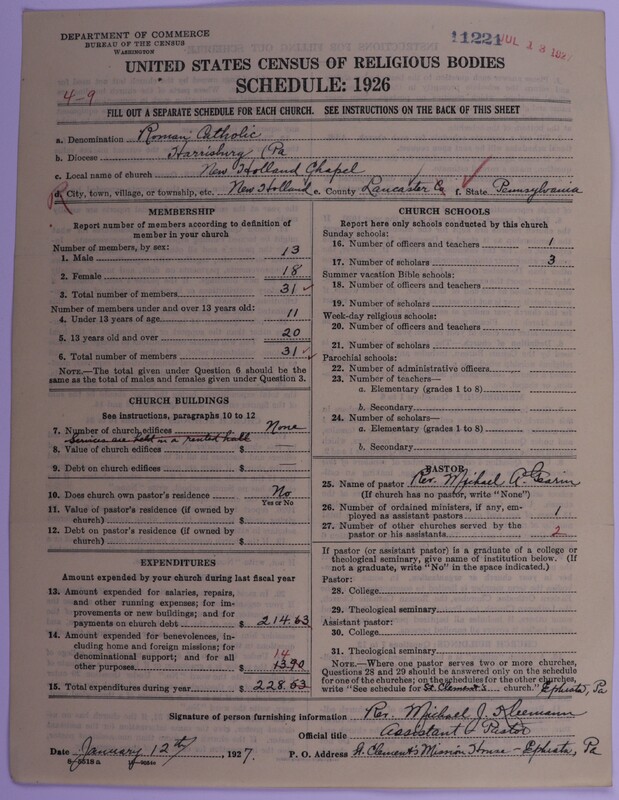 DEPARTMENT OF COMMERCE
BUREAU OF THE CENSUS
WASHINGTON
11221 JUL 13 1927
UNITED STATES CENSUS OF RELIGIOUS BODIES
SCHEDULE: 1926
4-9
FILL OUT A SEPARATE SCHEDULE FOR EACH CHURCH. SEE INSTRUCTIONS ON THE BACK OF THIS SHEET
a. Denomination Roman Catholic
b. Diocese Harrisburg (Pa
c. Local name of church New Holland Chapel
R d. City, town, village, or township, etc. New Holland e. County Lancaster Co f. State Pennsylvania
MEMBERSHIP
Report number of members according to definition of
member in your church
Number of members, by sex:
1. Male 13
2. Female 18
3. Total number of members 31 ✓
Number of members under and over 13 years old:
4. Under 13 years of age 11
5. 13 years old and over 20
6. Total number of members 31 ✓
NOTE.—The total given under Question 6 should be
same as the total of males and females given under Question 3.
CHURCH BUILDINGS
See instructions, paragraphs 10 to 12
7. Number of church edifices None
Services are held in a rented hall
8. Value of church edifices $ —
9. Debt on church edifices $ —
10. Does church own pastor's residence No
Yes or No
11. Value of pastor's residence (if owned by
church) $
12. Debt on pastor's residence (if owned by
church) $
EXPENDITURES
Amount expended by your church during last fiscal year
13. Amount expended for salaries, repairs,
and other running expenses; for im-
provements or new buildings; and for
payments on church debt $ 214.63
14. Amount expended for benevolences,
including home and foreign missions; for
denominational support; and for all 14
other purposes $ 13.90
15. Total expenditures during year $ 228.63
CHURCH SCHOOLS
Report here only schools conducted by this church
Sunday schools:
16. Number of officers and teachers 1
17. Number of scholars 3
Summer vacation Bible schools:
18. Number of officers and teachers
19. Number of scholars
Week-day religious schools:
20. Number of officers and teachers
21. Number of scholars
Parochial schools:
22. Number of administrative officers
23. Number of teachers—
a. Elementary (grades 1 to 8)
b. Secondary
24. Number of scholars—
a. Elementary (grades 1 to 8)
b. Secondary
PASTOR
25. Name of pastor Rev. Michael A.
(If church has no pastor, write "None")
26. Number of ordained ministers, if any, em-
ployed as assistant pastors 1
27. Number of other churches served by the
pastor or his assistants 2
If pastor (or assistant pastor) is a graduate of a college or
theological seminary, give name of institution below. (If
not a graduate, write "No" in the space indicated.)
Pastor:
28. College
29. Theological seminary
Assistant pastor:
30. College
31. Theological seminary
NOTE.—Where one pastor serves two or more churches,
Questions 28 and 29 should be answered only on the schedule
for one of the churches; on the schedules for the other churches,
write "See schedule for St. Clement's church." Ephrata, Pa
Signature of person furnishing information Rev. Michael J. Kleemann
Official title Assistant Pastor
Date January 12th, 1927. P. O. Address St. Clement's Mission House - Ephrata, Pa